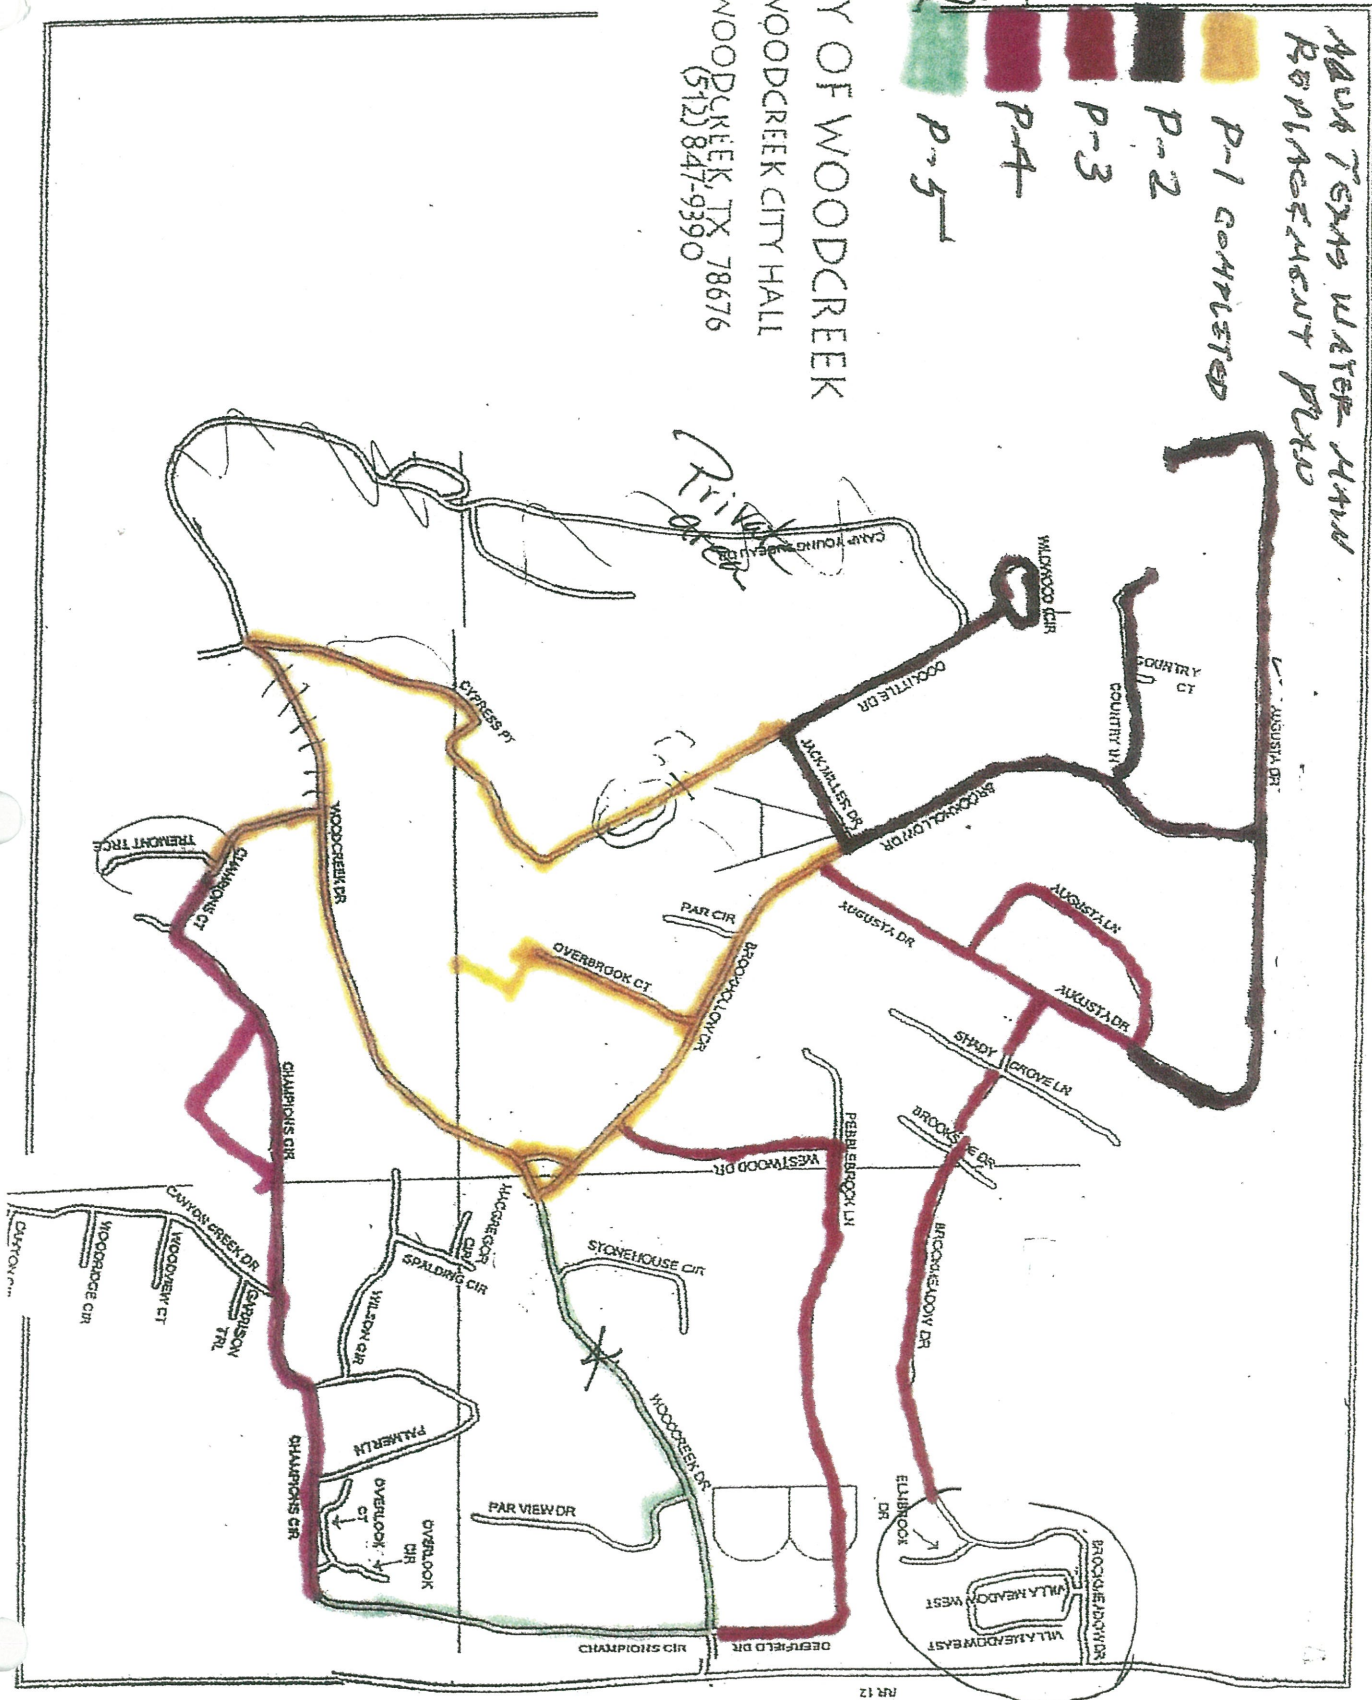 AQUA TEXAS WATER MAIN
REPLACEMENT PLAN
P-1 COMPLETED
P-2
P-3
P-4
P-5
Y OF WOODCREEK
WOODCREEK CITY HALL
WOODCREEK, TX 78676
(512) 847-9390
Private
area
CAMP YOUNG JUDAEA DR
WILDWOOD CIR
DOOLITTLE DR
COUNTRY
CT
COUNTRY LN
AUGUSTA DR
CYPRESS PT
JACK MILLER DR
BROOKHOLLOW DR
TREMONT TRCE
CHAMPIONS CT
WOODCREEK DR
PAR CIR
OVERBROOK CT
BROOKHOLLOW DR
AUGUSTA DR
AUGUSTA LN
AUGUSTA DR
SHADY GROVE LN
BROOKSIDE DR
PEBBLEBROOK LN
WESTWOOD DR
BROOKMEADOW DR
CHAMPIONS CIR
CANYON CREEK DR
WOODVIEW CT
WOODRIDGE CIR
GARRISON
TRL
MACGREGOR
CIR
SPALDING CIR
WILSON CIR
STONEHOUSE CIR
WOODCREEK DR
PALMER LN
CHAMPIONS CIR
OVERLOOK
CT
OVERLOOK
CIR
PAR VIEW DR
ELMBROOK
DR
BROOKMEADOW DR
VILLA MEADOW WEST
VILLA MEADOW EAST
CHAMPIONS CIR
DEERFIELD DR
RR 12